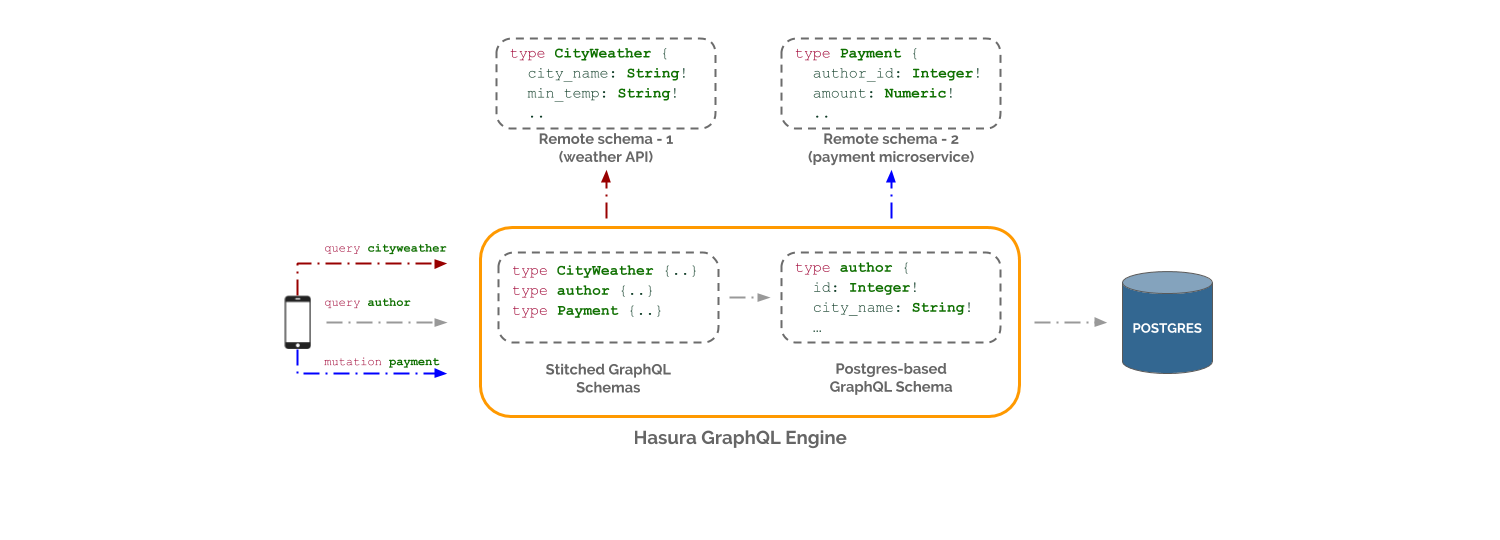 type CityWeather {
city_name: String!
min_temp: String!
..
Remote schema - 1
(weather API)
type Payment {
author_id: Integer!
amount: Numeric!
..
Remote schema - 2
(payment microservice)
query cityweather
query author
mutation payment
type CityWeather {..}
type author {..}
type Payment {..}
Stitched GraphQL
Schemas
type author {
id: Integer!
city_name: String!
…
Postgres-based
GraphQL Schema
POSTGRES
Hasura GraphQL Engine